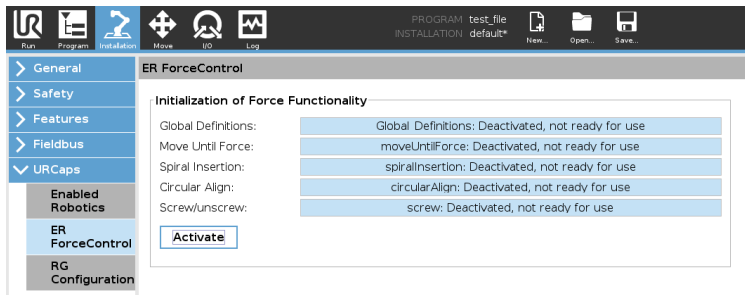 PROGRAM test_file
INSTALLATION default*
Run Program Installation Move I/O Log New... Open... Save...
General
Safety
Features
Fieldbus
URCaps
Enabled
Robotics
ER
ForceControl
RG
Configuration
ER ForceControl
Initialization of Force Functionality
Global Definitions: Global Definitions: Deactivated, not ready for use
Move Until Force: moveUntilForce: Deactivated, not ready for use
Spiral Insertion: spiralInsertion: Deactivated, not ready for use
Circular Align: circularAlign: Deactivated, not ready for use
Screw/unscrew: screw: Deactivated, not ready for use
Activate